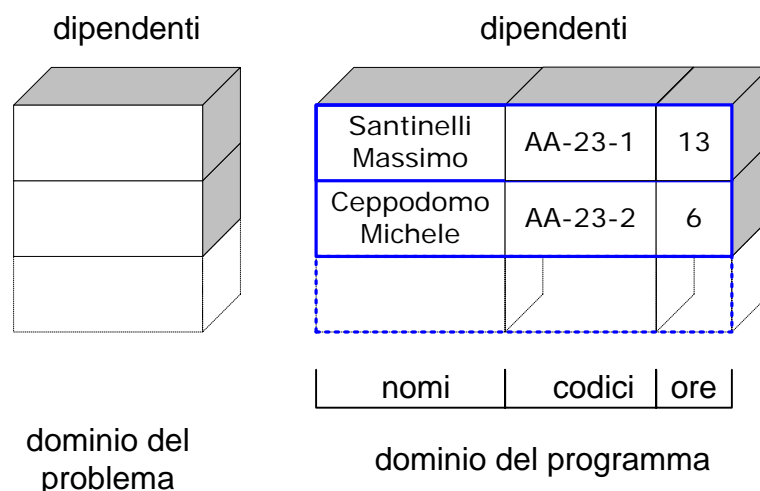 dipendenti
dipendenti
Santinelli
Massimo
AA-23-1
13
Ceppodomo
Michele
AA-23-2
6
nomi
codici
ore
dominio del
problema
dominio del programma